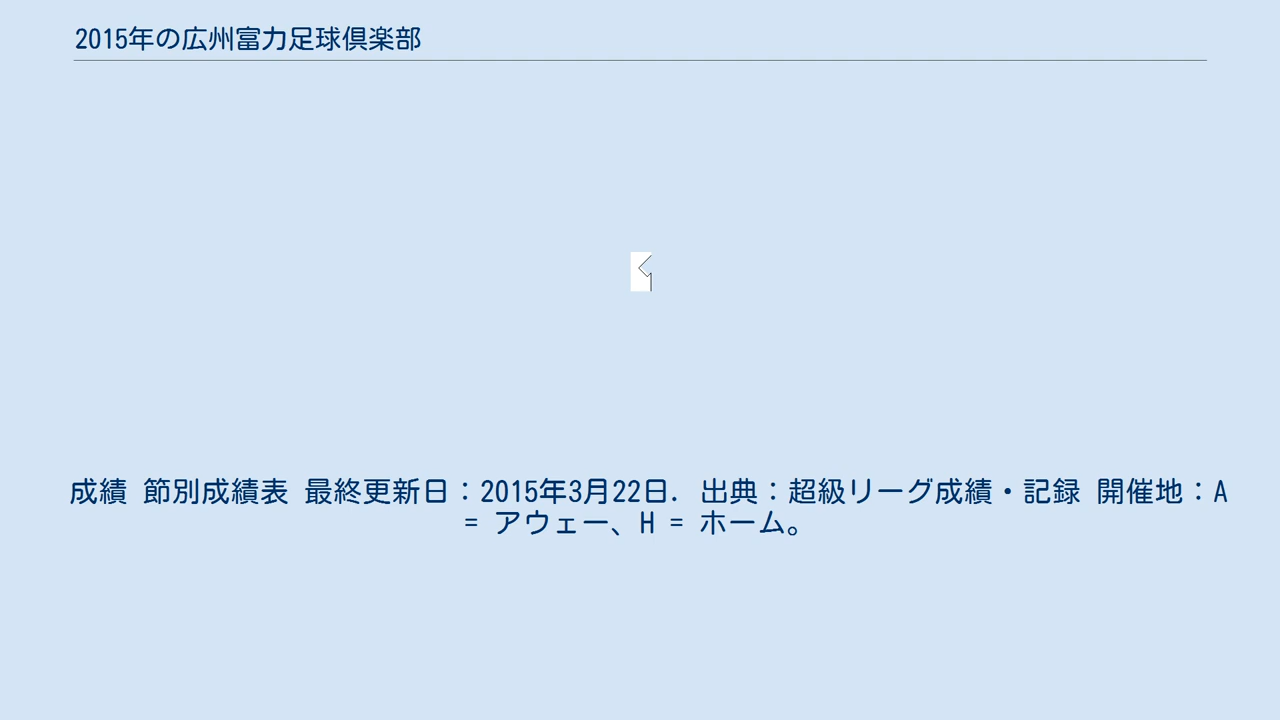 2015年の広州富力足球倶楽部
成績 節別成績表 最終更新日：2015年3月22日. 出典：超級リーグ成績・記録 開催地：A
= アウェー、H = ホーム。